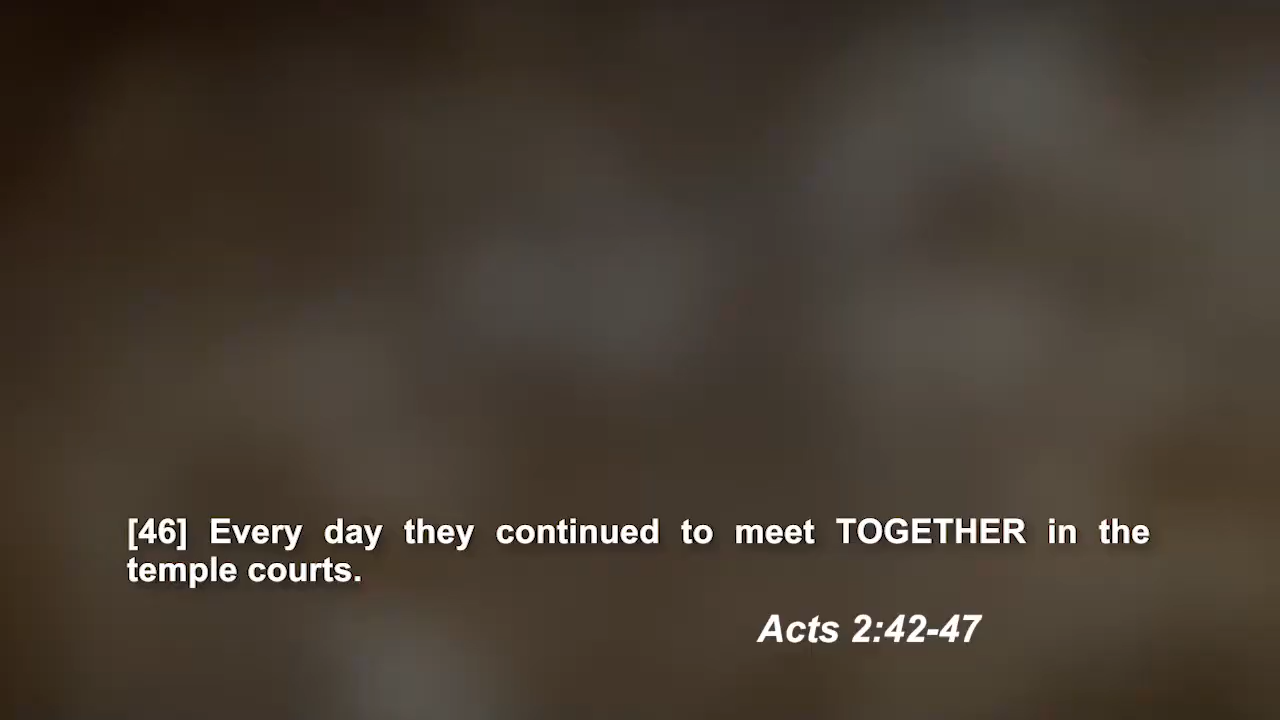 [46] Every day they continued to meet TOGETHER in the
temple courts.
Acts 2:42-47